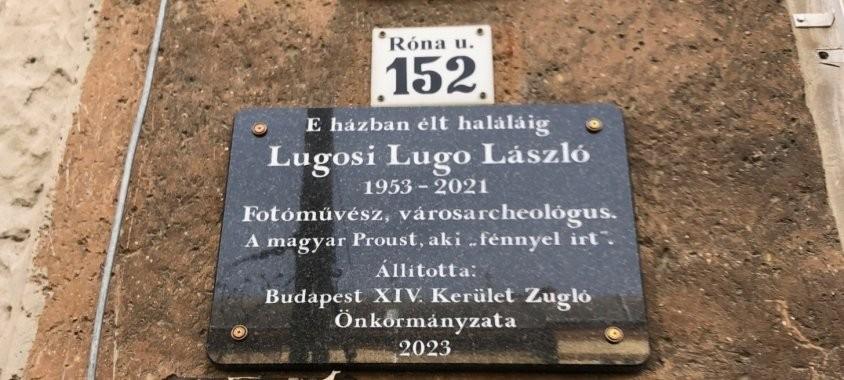 Róna u.
152
E házban élt haláláig
Lugosi Lugo László
1953 - 2021
Fotóművész, városarcheológus.
A magyar Proust, aki „fénnyel írt”.
Állította:
Budapest XIV. Kerület Zugló
Önkormányzata
2023